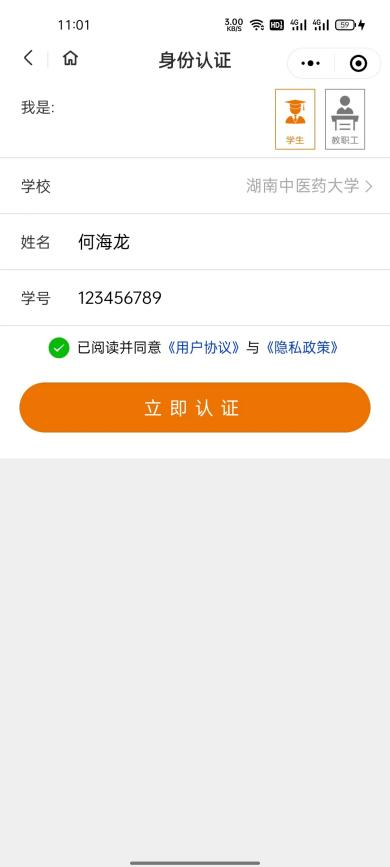 11:01 3.00 KB/S HD 4G 4G 59
身份认证
我是:
学生 教职工
学校 湖南中医药大学
姓名 何海龙
学号 123456789
已阅读并同意《用户协议》与《隐私政策》
立即认证